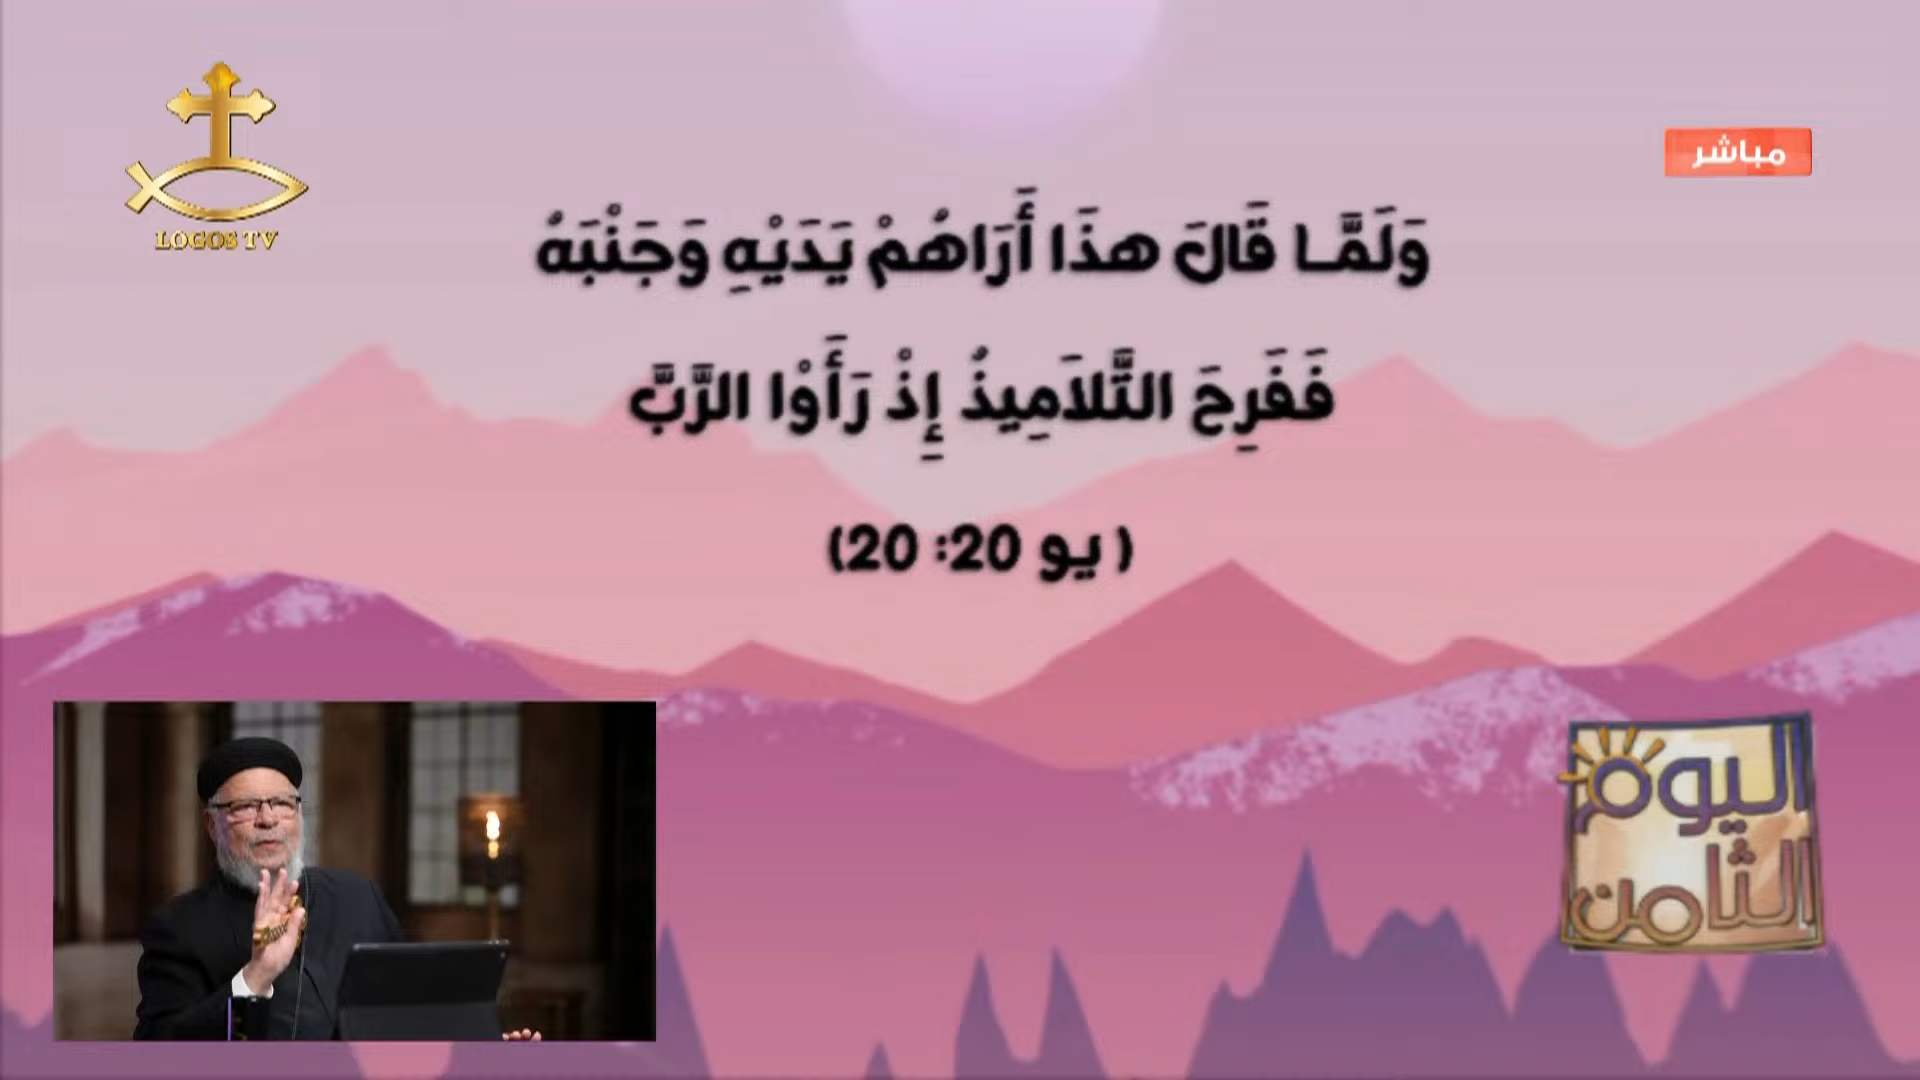 LOGOS TV
مباشر
وَلَمَّا قَالَ هذَا أَرَاهُمْ يَدَيْهِ وَجَنْبَهُ
فَفَرِحَ التَّلاَمِيذُ إِذْ رَأَوْا الرَّبَّ
( يو 20: 20)
اليوم
الثامن